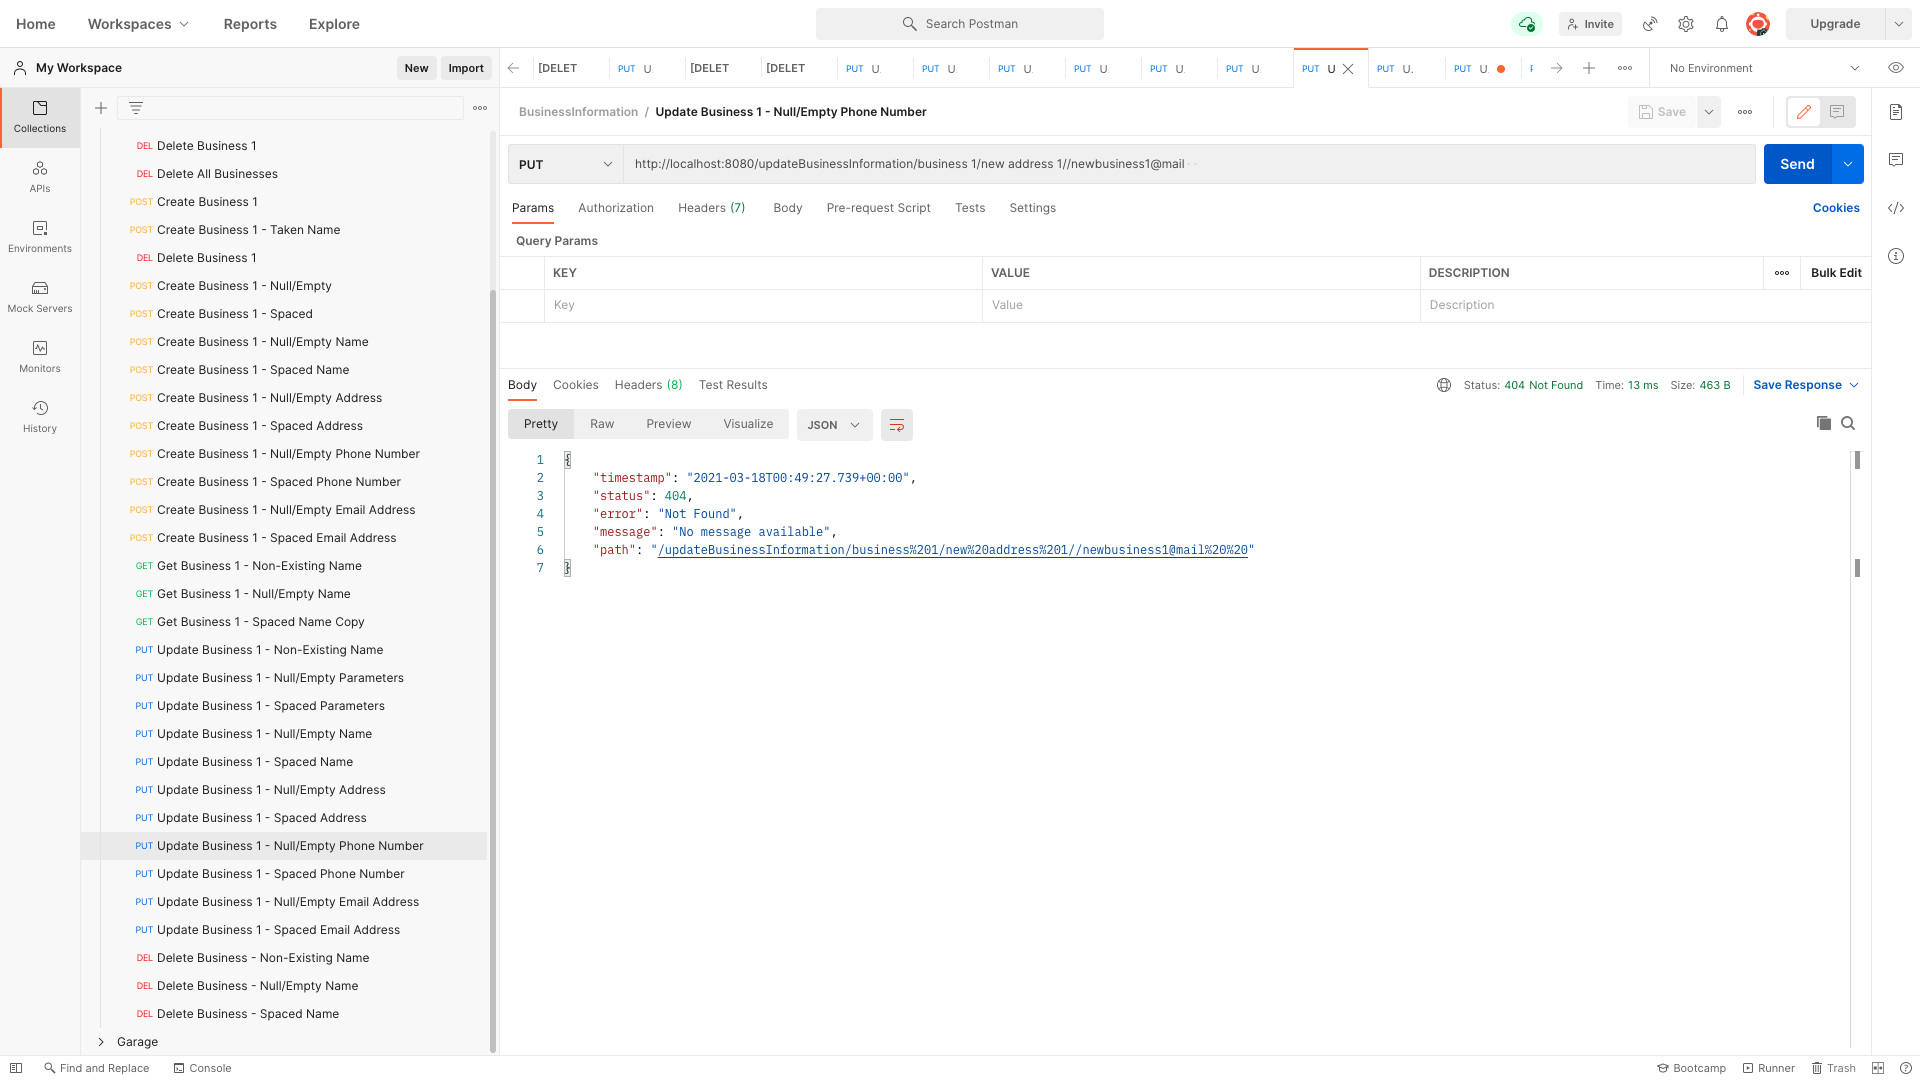 Home
Workspaces
Reports
Explore
Search Postman
Invite
Upgrade
My Workspace
New
Import
[DELET
PUT U
[DELET
[DELET
PUT U
PUT U
PUT U
PUT U
PUT U
PUT U
PUT U
PUT U.
PUT U
No Environment
Collections
APIs
Environments
Mock Servers
Monitors
History
DEL Delete Business 1
DEL Delete All Businesses
POST Create Business 1
POST Create Business 1 - Taken Name
DEL Delete Business 1
POST Create Business 1 - Null/Empty
POST Create Business 1 - Spaced
POST Create Business 1 - Null/Empty Name
POST Create Business 1 - Spaced Name
POST Create Business 1 - Null/Empty Address
POST Create Business 1 - Spaced Address
POST Create Business 1 - Null/Empty Phone Number
POST Create Business 1 - Spaced Phone Number
POST Create Business 1 - Null/Empty Email Address
POST Create Business 1 - Spaced Email Address
GET Get Business 1 - Non-Existing Name
GET Get Business 1 - Null/Empty Name
GET Get Business 1 - Spaced Name Copy
PUT Update Business 1 - Non-Existing Name
PUT Update Business 1 - Null/Empty Parameters
PUT Update Business 1 - Spaced Parameters
PUT Update Business 1 - Null/Empty Name
PUT Update Business 1 - Spaced Name
PUT Update Business 1 - Null/Empty Address
PUT Update Business 1 - Spaced Address
PUT Update Business 1 - Null/Empty Phone Number
PUT Update Business 1 - Spaced Phone Number
PUT Update Business 1 - Null/Empty Email Address
PUT Update Business 1 - Spaced Email Address
DEL Delete Business - Non-Existing Name
DEL Delete Business - Null/Empty Name
DEL Delete Business - Spaced Name
Garage
BusinessInformation / Update Business 1 - Null/Empty Phone Number
Save
PUT
http://localhost:8080/updateBusinessInformation/business 1/new address 1//newbusiness1@mail
Send
Params
Authorization
Headers (7)
Body
Pre-request Script
Tests
Settings
Cookies
Query Params
KEY
VALUE
DESCRIPTION
Bulk Edit
Key
Value
Description
Body
Cookies
Headers (8)
Test Results
Status: 404 Not Found
Time: 13 ms
Size: 463 B
Save Response
Pretty
Raw
Preview
Visualize
JSON
1 {
2 "timestamp": "2021-03-18T00:49:27.739+00:00",
3 "status": 404,
4 "error": "Not Found",
5 "message": "No message available",
6 "path": "/updateBusinessInformation/business%201/new%20address%201//newbusiness1@mail%20%20"
7 }
Find and Replace
Console
Bootcamp
Runner
Trash